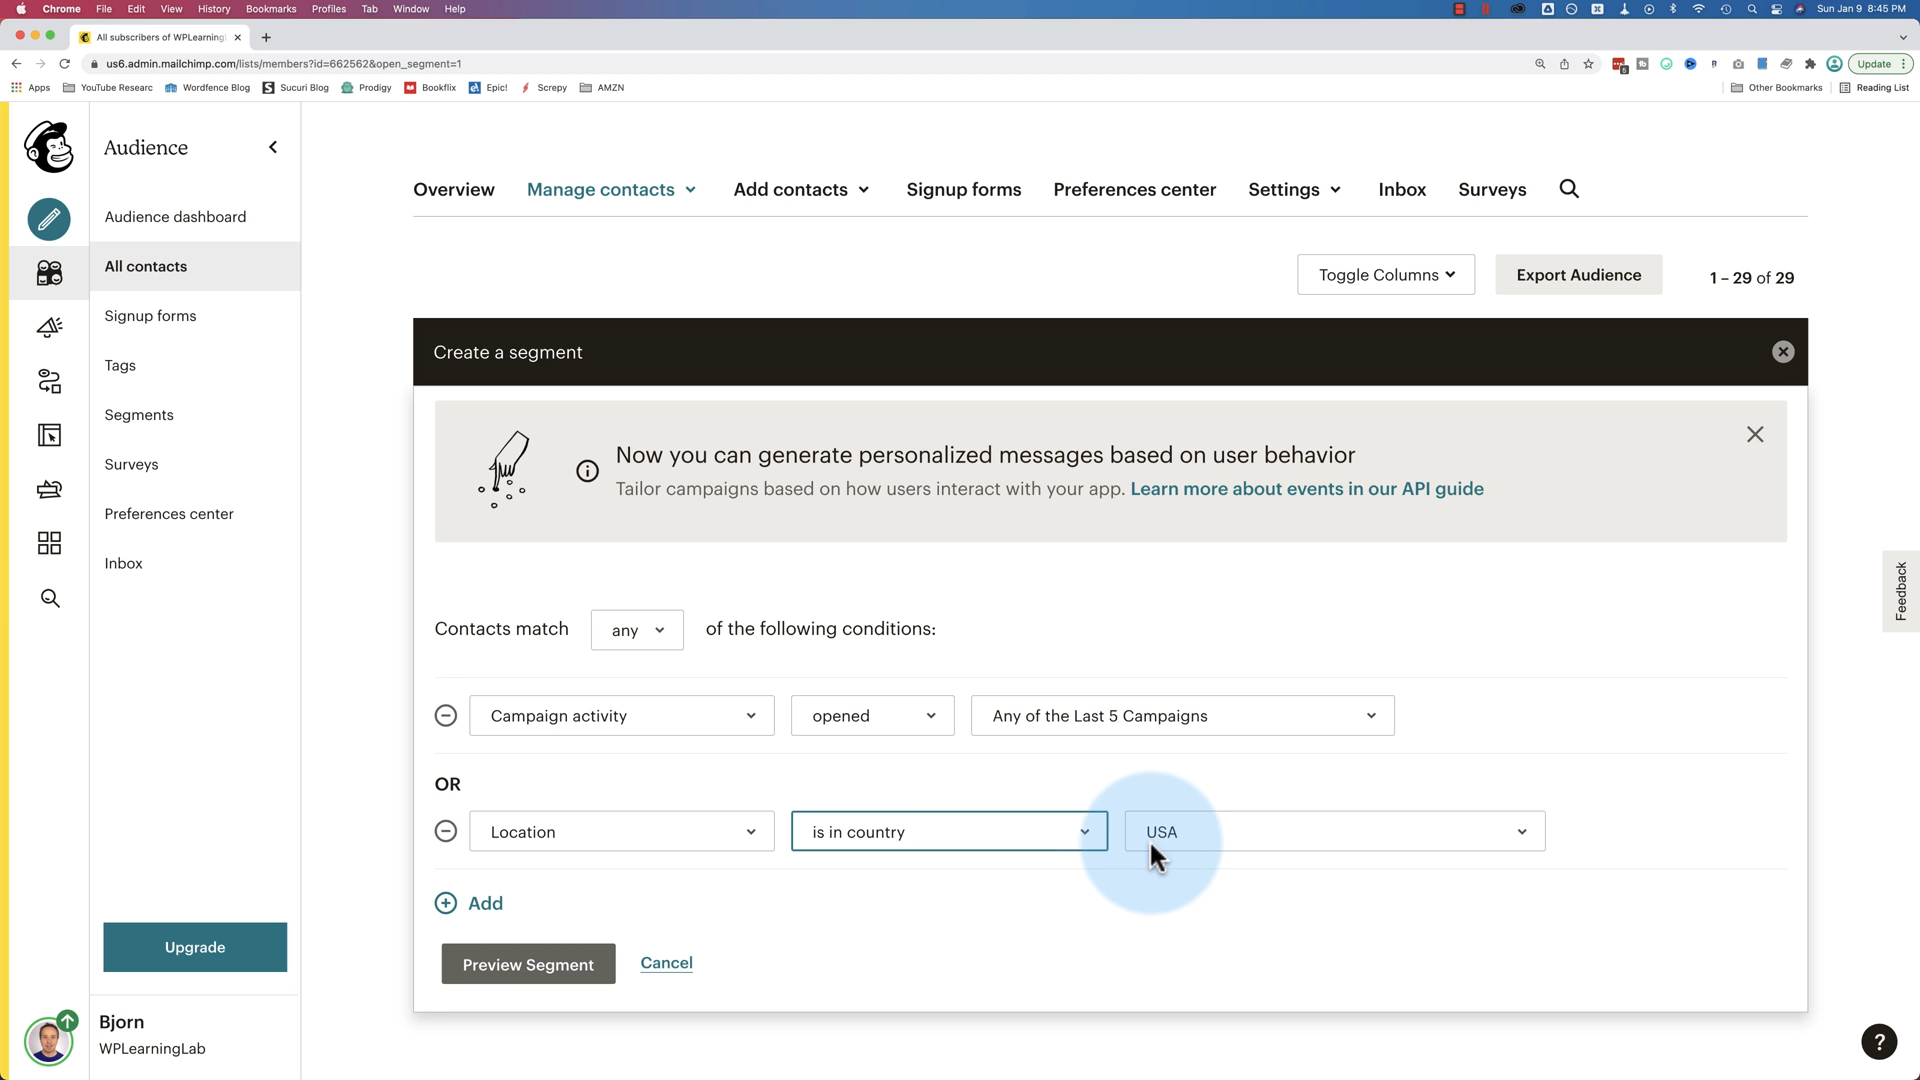 Chrome File Edit View History Bookmarks Profiles Tab Window Help Sun Jan 9 8:45 PM
All subscribers of WPLearning
us6.admin.mailchimp.com/lists/members?id=662562&open_segment=1 Update
Apps YouTube Researc Wordfence Blog Sucuri Blog Prodigy Bookflix Epic! Screpy AMZN Other Bookmarks Reading List
Audience
Overview Manage contacts Add contacts Signup forms Preferences center Settings Inbox Surveys
Audience dashboard
All contacts
Signup forms
Tags
Segments
Surveys
Preferences center
Inbox
Upgrade
Bjorn
WPLearningLab
Toggle Columns Export Audience 1 – 29 of 29
Create a segment
Now you can generate personalized messages based on user behavior
Tailor campaigns based on how users interact with your app. Learn more about events in our API guide
Contacts match any of the following conditions:
Campaign activity opened Any of the Last 5 Campaigns
OR
Location is in country USA
Add
Preview Segment Cancel
Feedback
?